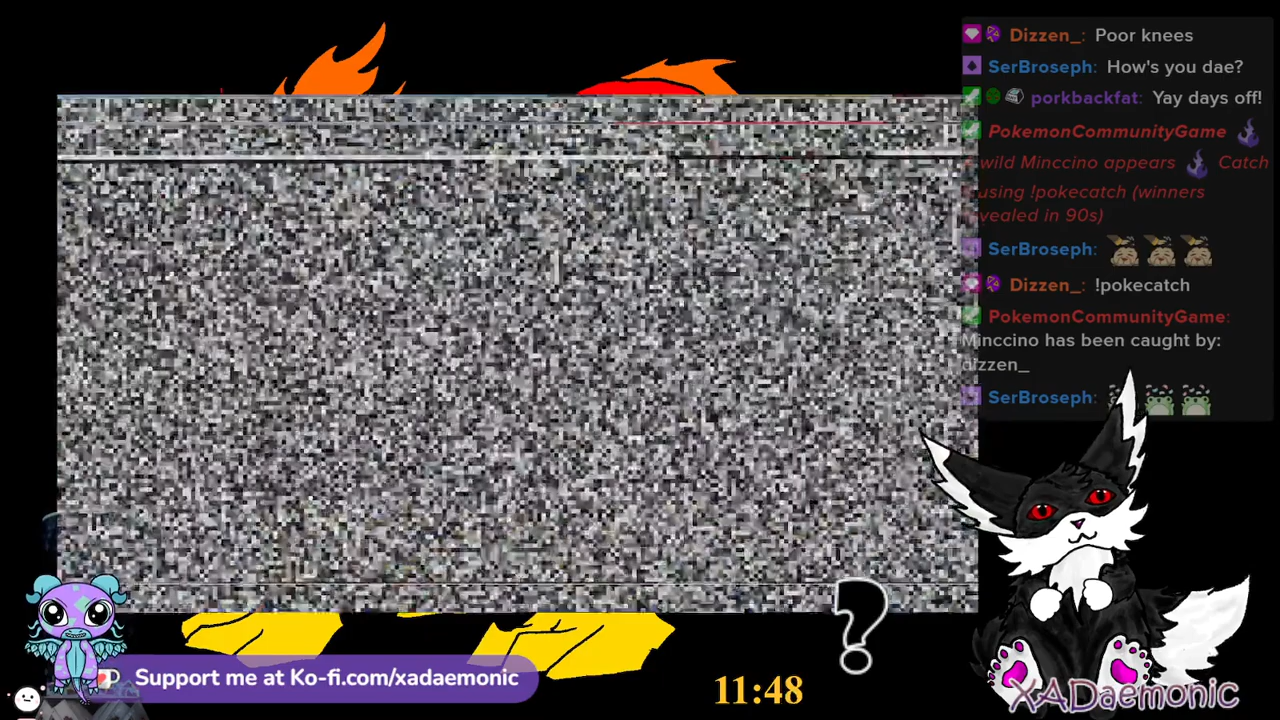 Dizzen_: Poor knees
SerBroseph: How's you dae?
porkbackfat: Yay days off!
PokemonCommunityGame
wild Minccino appears Catch
using !pokecatch (winners
revealed in 90s)
SerBroseph:
Dizzen_: !pokecatch
PokemonCommunityGame:
Minccino has been caught by:
dizzen_
SerBroseph:
?
Support me at Ko-fi.com/xadaemonic
11:48
XADaemonic